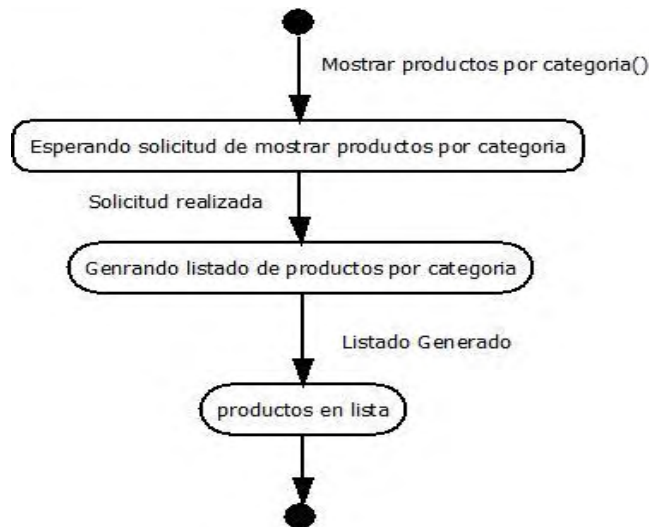 Mostrar productos por categoria()
Esperando solicitud de mostrar productos por categoria
Solicitud realizada
Genrando listado de productos por categoria
Listado Generado
productos en lista